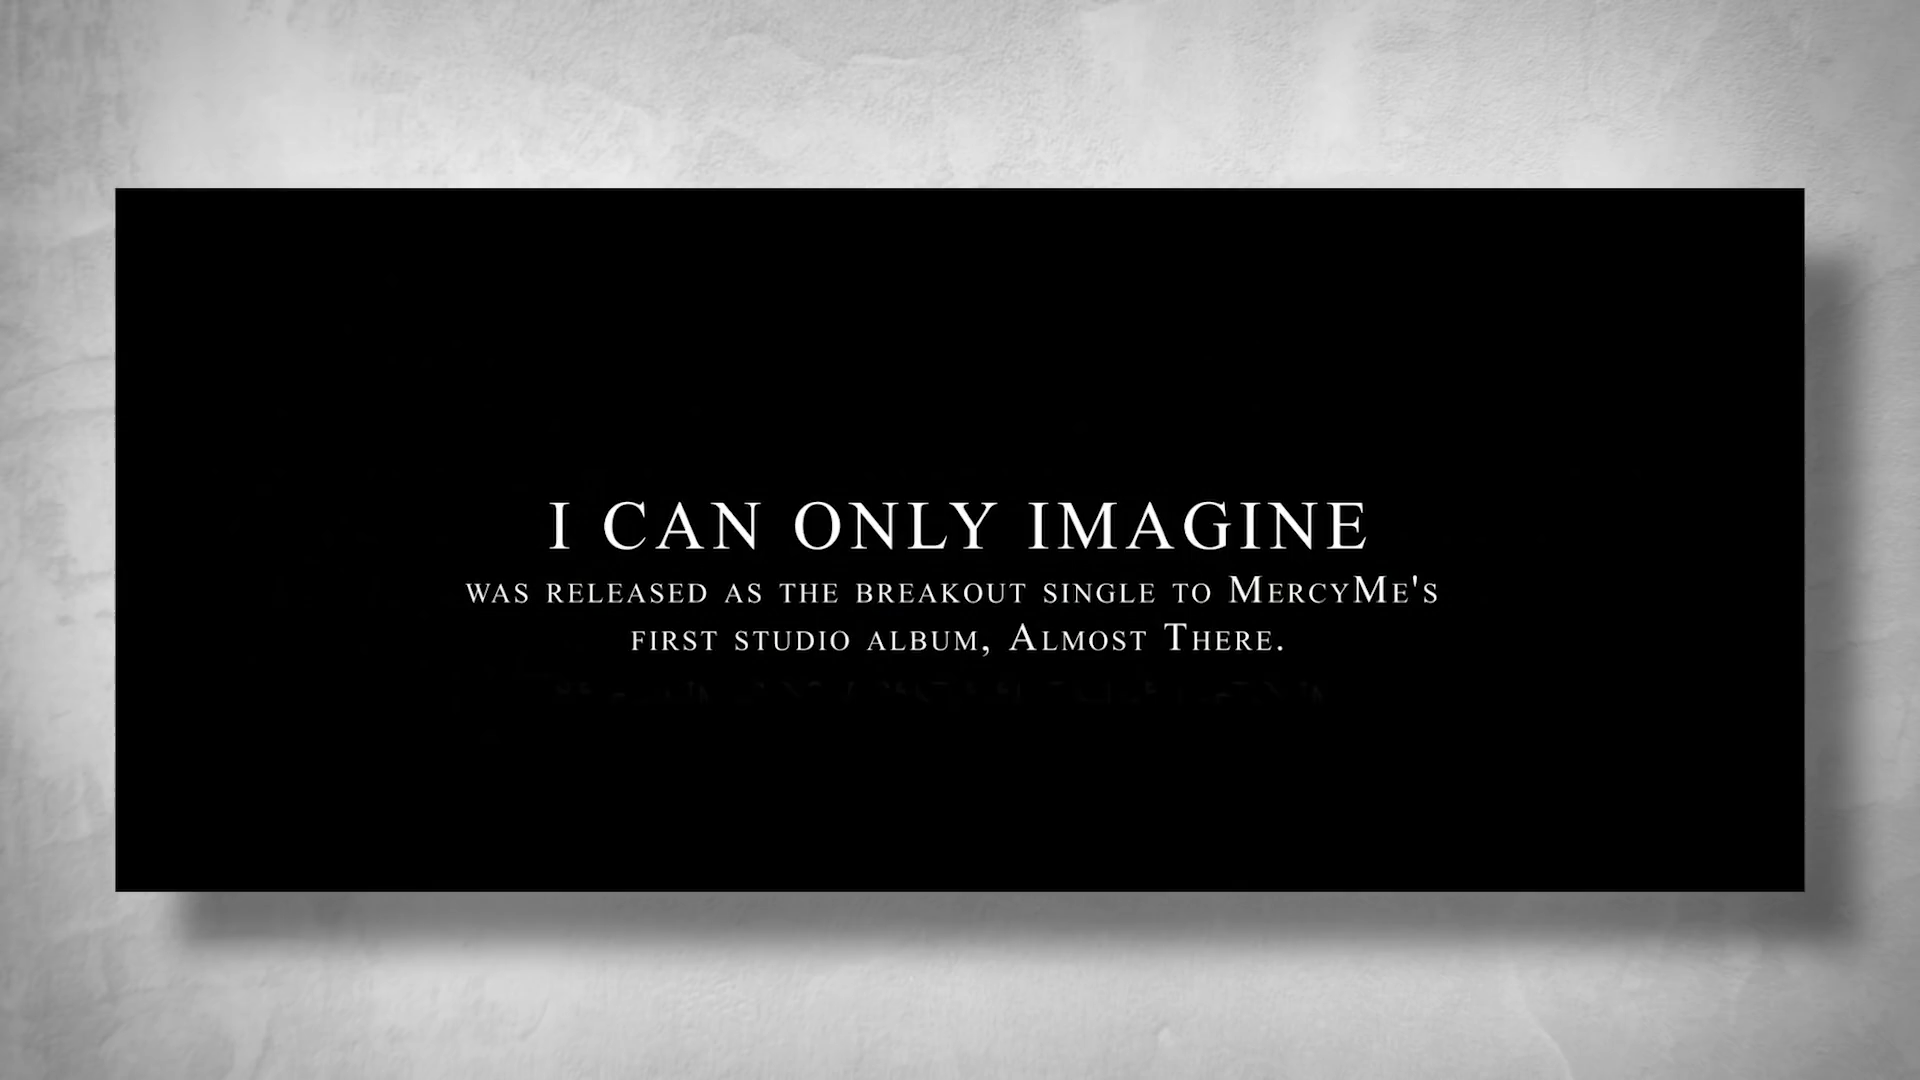 I CAN ONLY IMAGINE
WAS RELEASED AS THE BREAKOUT SINGLE TO MERCYME'S
FIRST STUDIO ALBUM, ALMOST THERE.